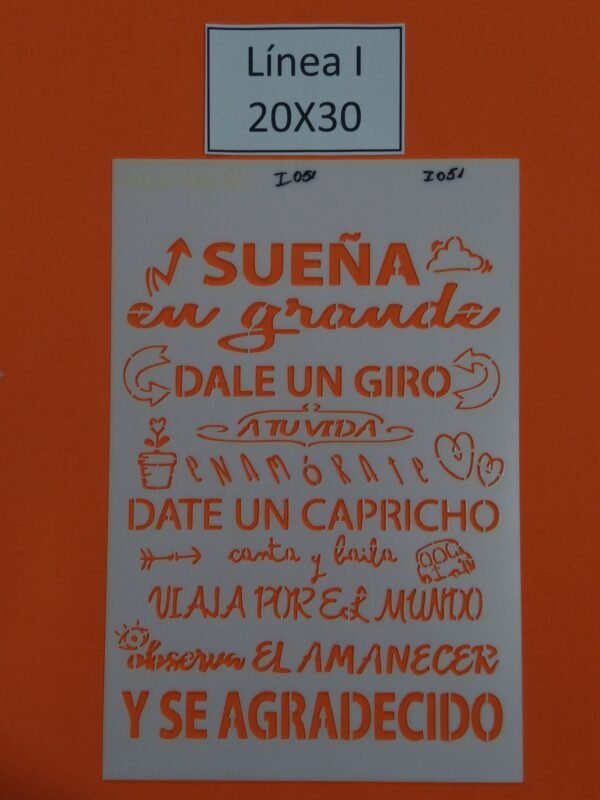 Línea I
20X30
I051 I051
SUEÑA
en grande
DALE UN GIRO
A TU VIDA
ENAMÓRATE
DATE UN CAPRICHO
canta y baila
VIAJA POR EL MUNDO
observa EL AMANECER
Y SE AGRADECIDO